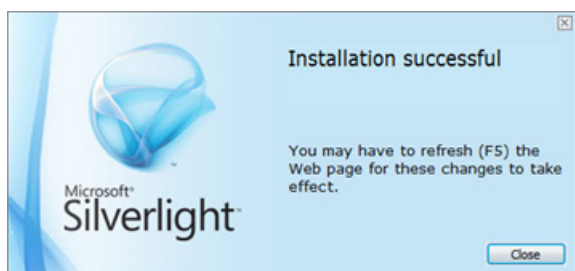 Installation successful
You may have to refresh (F5) the
Web page for these changes to take
effect.
Microsoft®
Silverlight™
Close